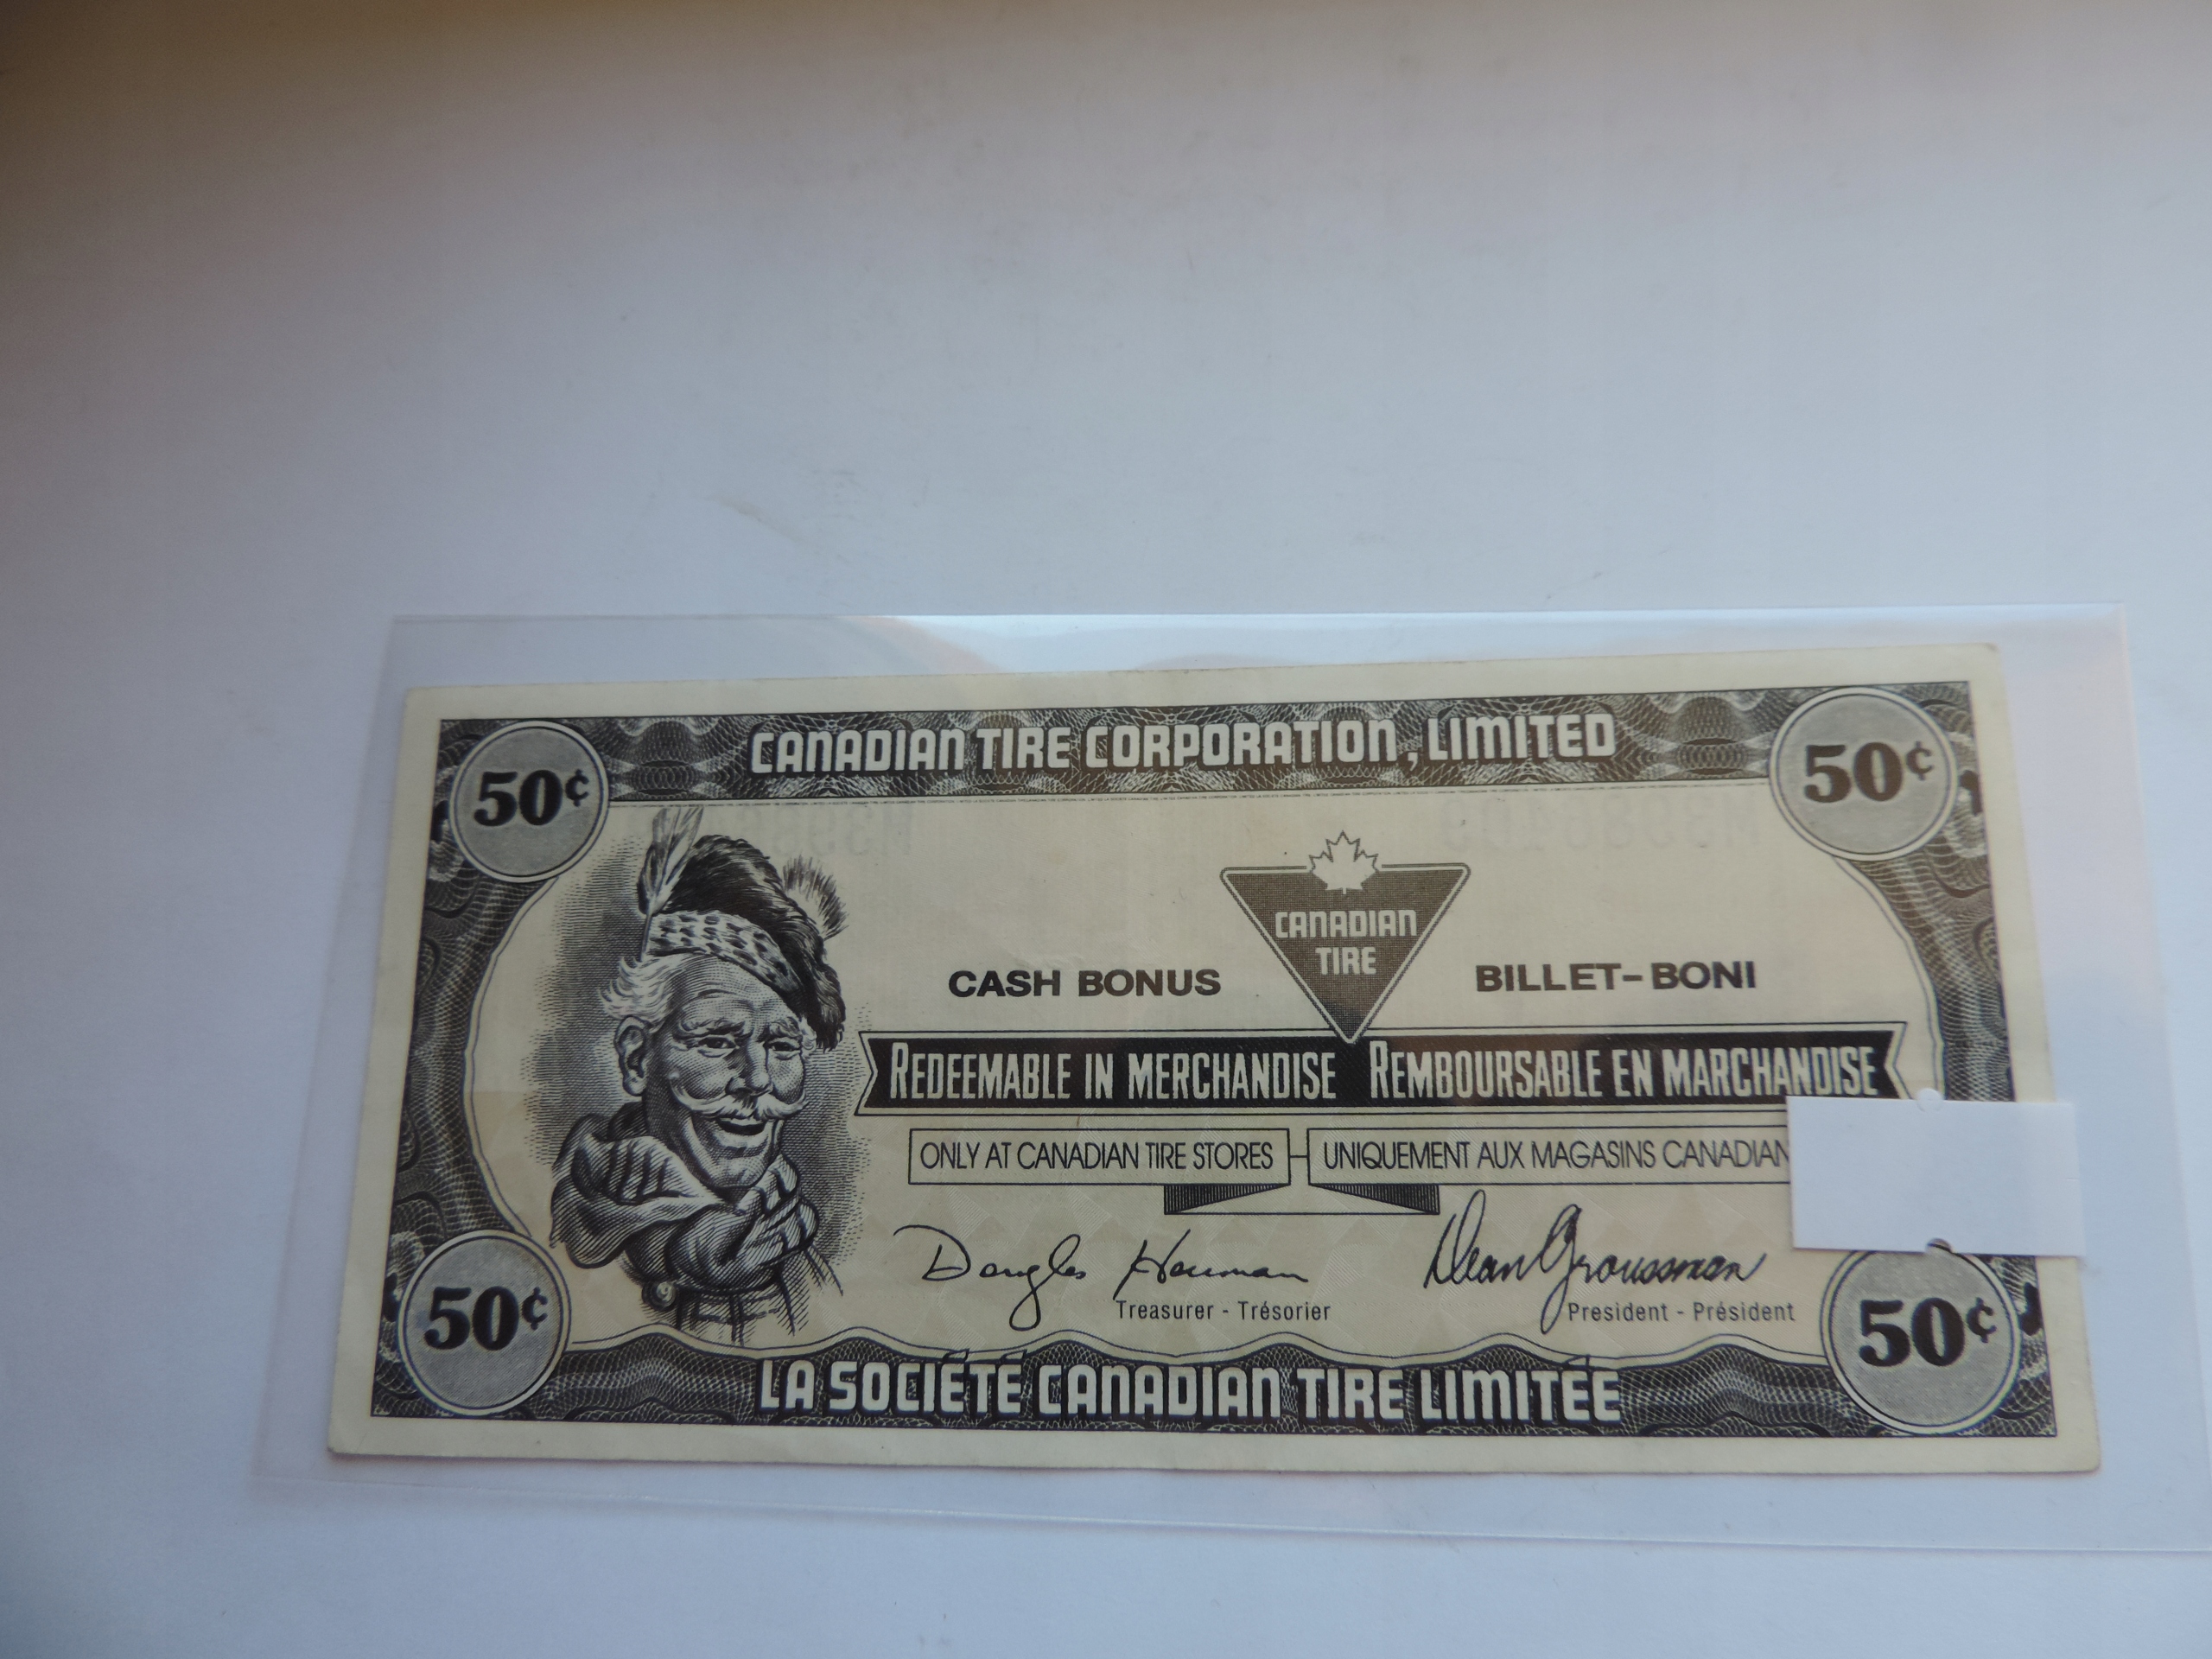 CANADIAN TIRE CORPORATION, LIMITED
50¢
50¢
CANADIAN
TIRE
CASH BONUS
BILLET-BONI
REDEEMABLE IN MERCHANDISE REMBOURSABLE EN MARCHANDISE
ONLY AT CANADIAN TIRE STORES
UNIQUEMENT AUX MAGASINS CANADIAN
Dean Groussman
Treasurer - Trésorier
President - Président
50¢
50¢
LA SOCIÉTÉ CANADIAN TIRE LIMITÉE